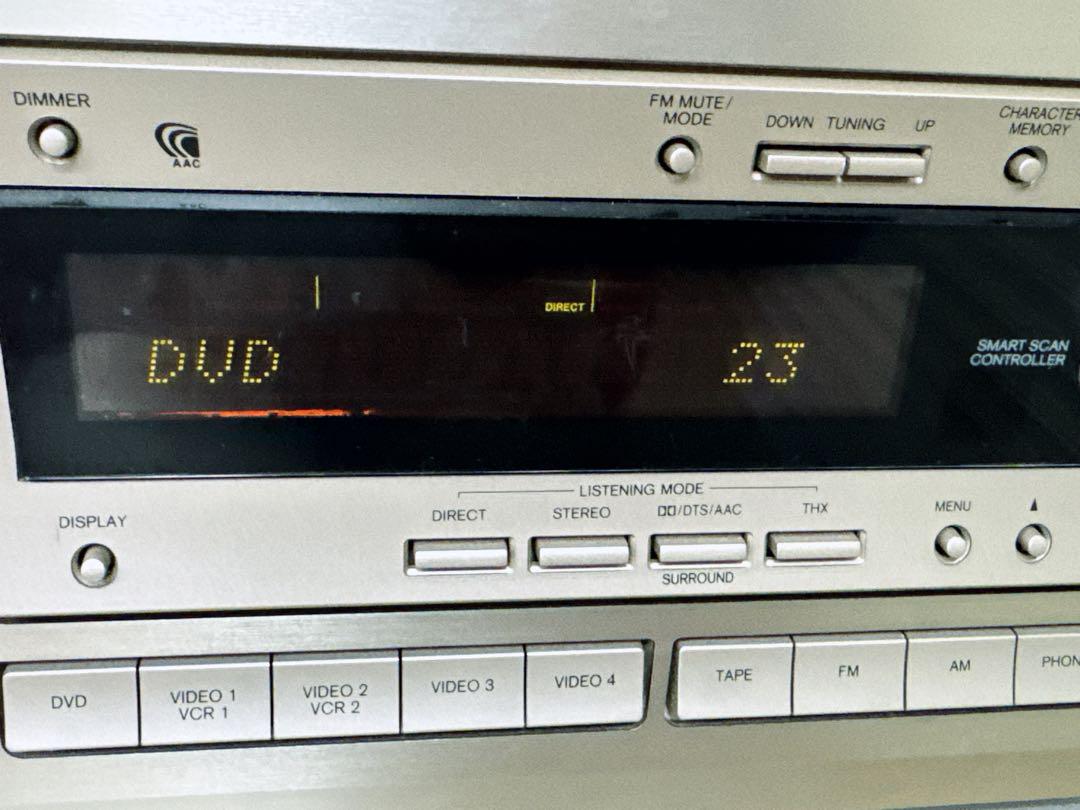 DIMMER
AAC
FM MUTE/
MODE
DOWN TUNING UP
CHARACTER
MEMORY
DIRECT
DVD 23
SMART SCAN
CONTROLLER
LISTENING MODE
DISPLAY
DIRECT
STEREO
DD/DTS/AAC
SURROUND
THX
MENU
▲
DVD
VIDEO 1
VCR 1
VIDEO 2
VCR 2
VIDEO 3
VIDEO 4
TAPE
FM
AM
PHON